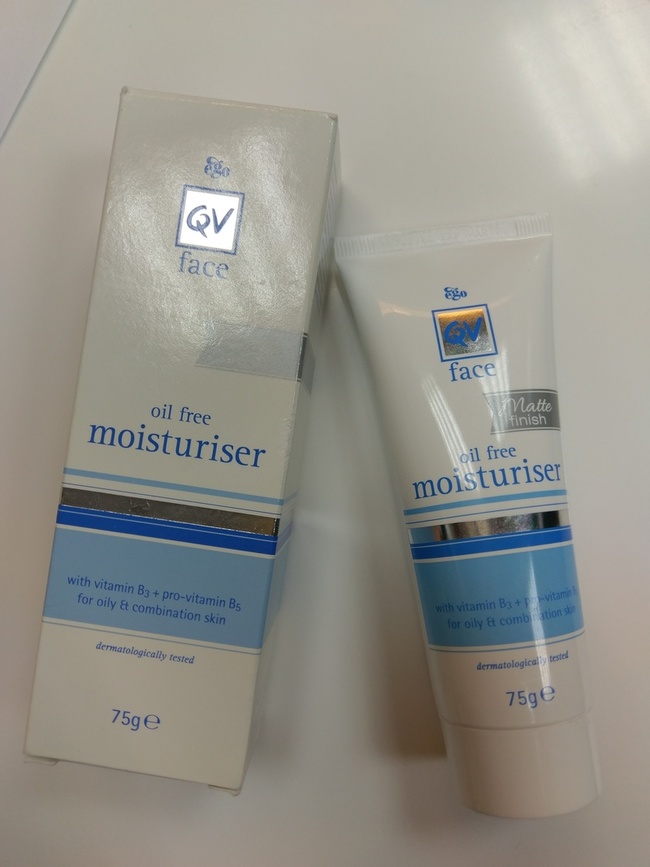 ego
QV
face
oil free
moisturiser
with vitamin B3 + pro-vitamin B5
for oily & combination skin
dermatologically tested
75g℮
ego
QV
face
Matte
finish
oil free
moisturiser
with vitamin B3 + pro-vitamin
for oily & combination skin
dermatologically tested
75g℮